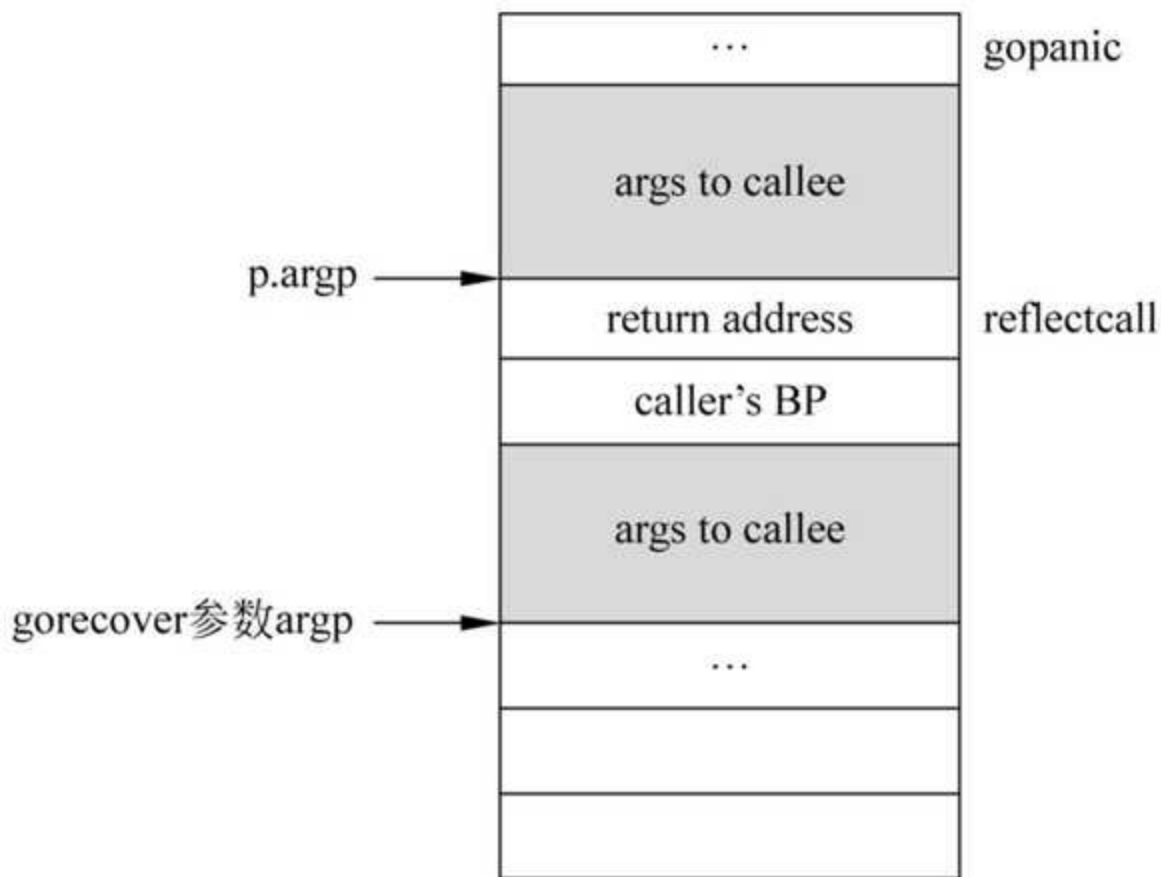 … gopanic
args to callee
p.argp
return address reflectcall
caller’s BP
args to callee
gorecover参数argp
…